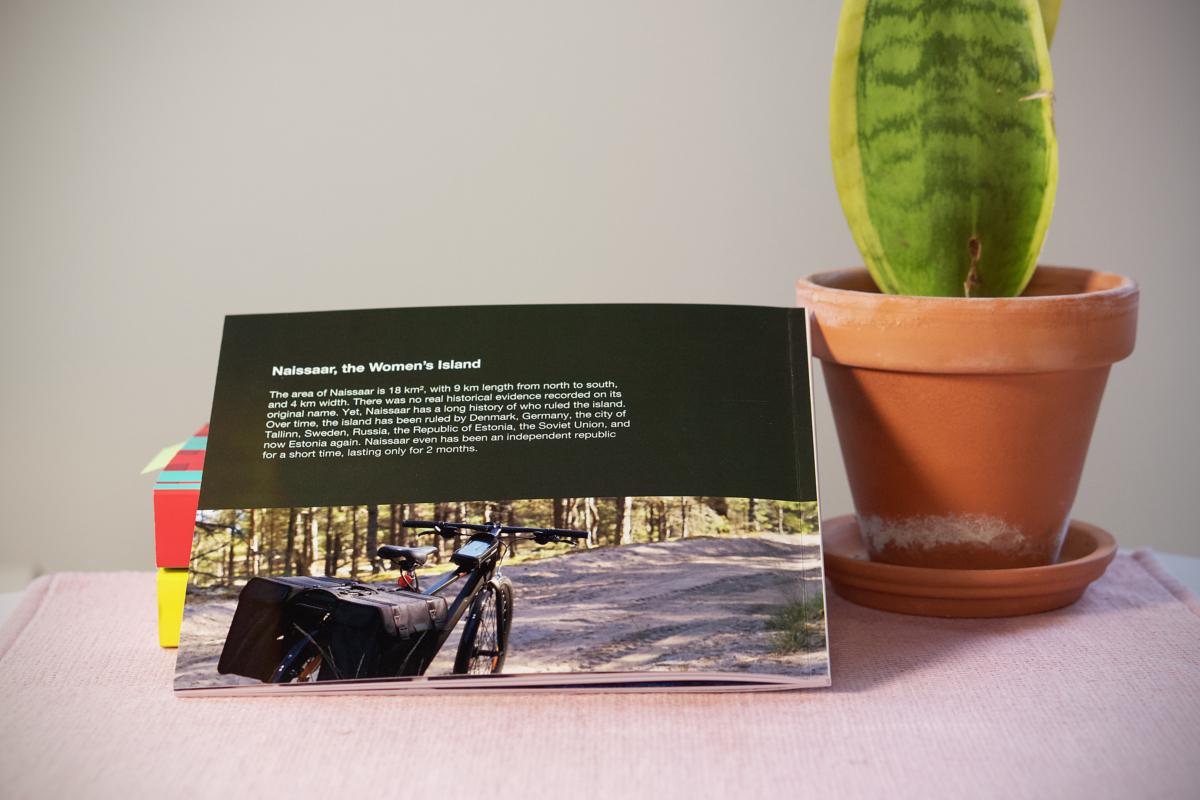 Naissaar, the Women's Island
The area of Naissaar is 18 km², with 9 km length from north to south,
and 4 km width. There was no real historical evidence recorded on its
original name. Yet, Naissaar has a long history of who ruled the island.
Over time, the island has been ruled by Denmark, Germany, the city of
Tallinn, Sweden, Russia, the Republic of Estonia, the Soviet Union, and
now Estonia again. Naissaar even has been an independent republic
for a short time, lasting only for 2 months.